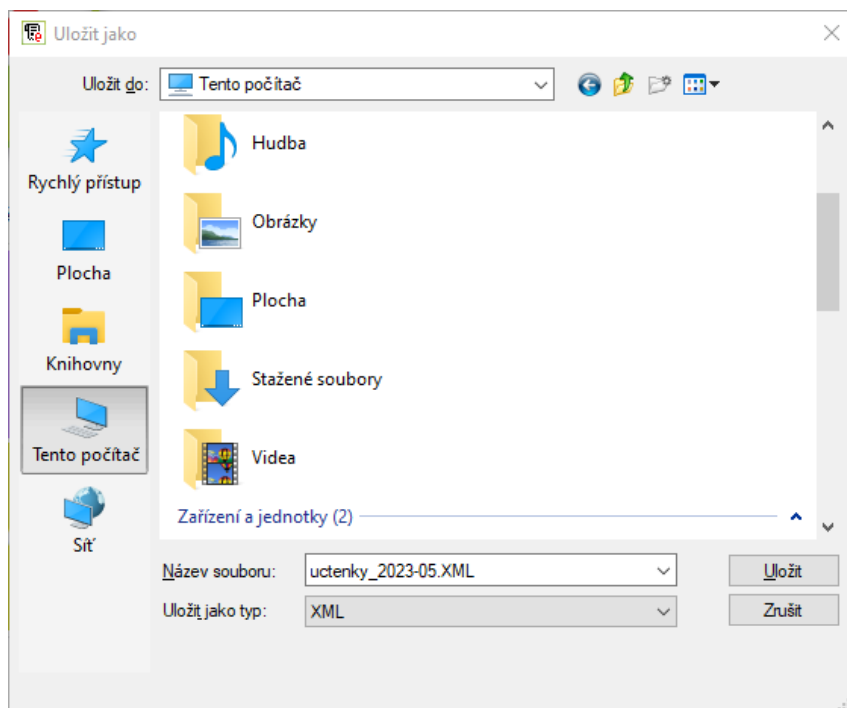 Uložit jako
Uložit do: Tento počítač
Rychlý přístup
Plocha
Knihovny
Tento počítač
Síť
Hudba
Obrázky
Plocha
Stažené soubory
Videa
Zařízení a jednotky (2)
Název souboru: uctenky_2023-05.XML Uložit
Uložit jako typ: XML Zrušit